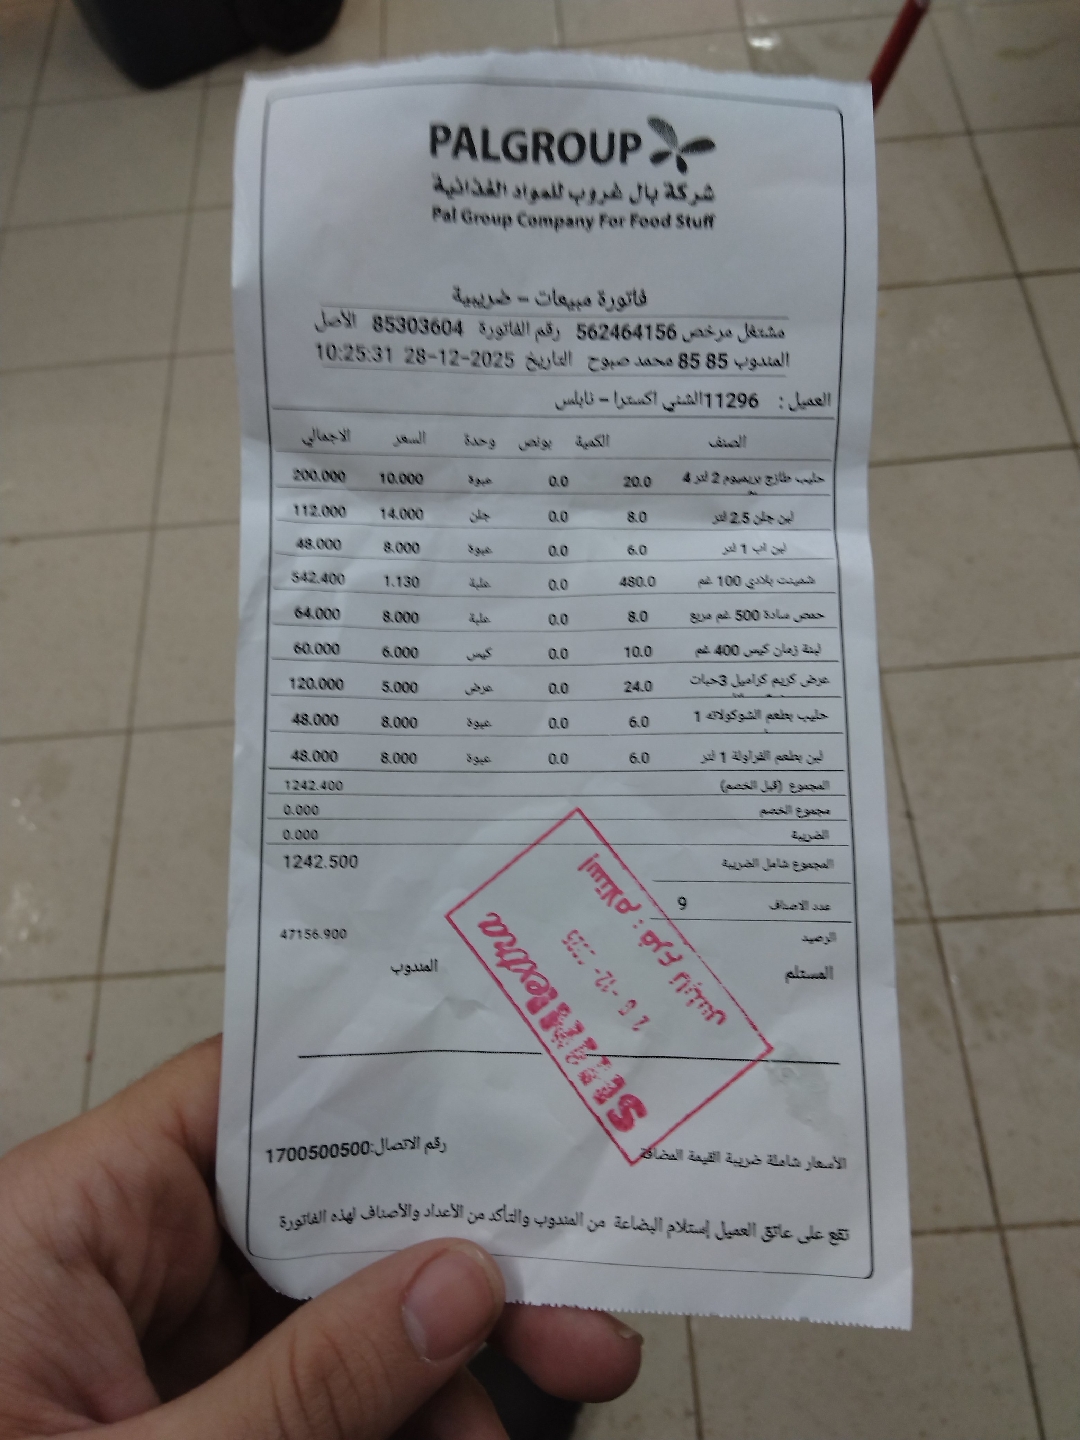 PALGROUP
شركة بال غروب للمواد الغذائية
Pal Group Company For Food Stuff
فاتورة مبيعات - ضريبية
مشتغل مرخص 562464156 رقم الفاتورة 85303604 الأصل
المندوب 85 85 محمد صبوح التاريخ 28-12-2025 10:25:31
العميل : 11296الشني اكسترا - نابلس
الصنف الكمية بونص وحدة السعر الاجمالي
حليب طازج بريميوم 2 لتر 4 20.0 0.0 عبوة 10.000 200.000
لبن جلن 2.5 لتر 8.0 0.0 جلن 14.000 112.000
لبن اب 1 لتر 6.0 0.0 عبوة 8.000 48.000
شمينت بلادي 100 غم 480.0 0.0 علبة 1.130 542.400
حمص سادة 500 غم مربع 8.0 0.0 علبة 8.000 64.000
لبنة زمان كيس 400 غم 10.0 0.0 كيس 6.000 60.000
عرض كريم كراميل 3حبات 24.0 0.0 عرض 5.000 120.000
حليب بطعم الشوكولاته 1 6.0 0.0 عبوة 8.000 48.000
لبن بطعم الفراولة 1 لتر 6.0 0.0 عبوة 8.000 48.000
المجموع (قبل الخصم) 1242.400
مجموع الخصم 0.000
الضريبة 0.000
المجموع شامل الضريبة 1242.500
عدد الاصناف 9
الرصيد 47156.900
المستلم المندوب
إستلام : فرع نابلس
extra
الأسعار شاملة ضريبة القيمة المضافة رقم الاتصال:1700500500
تقع على عاتق العميل إستلام البضاعة من المندوب والتأكد من الأعداد والأصناف لهذه الفاتورة